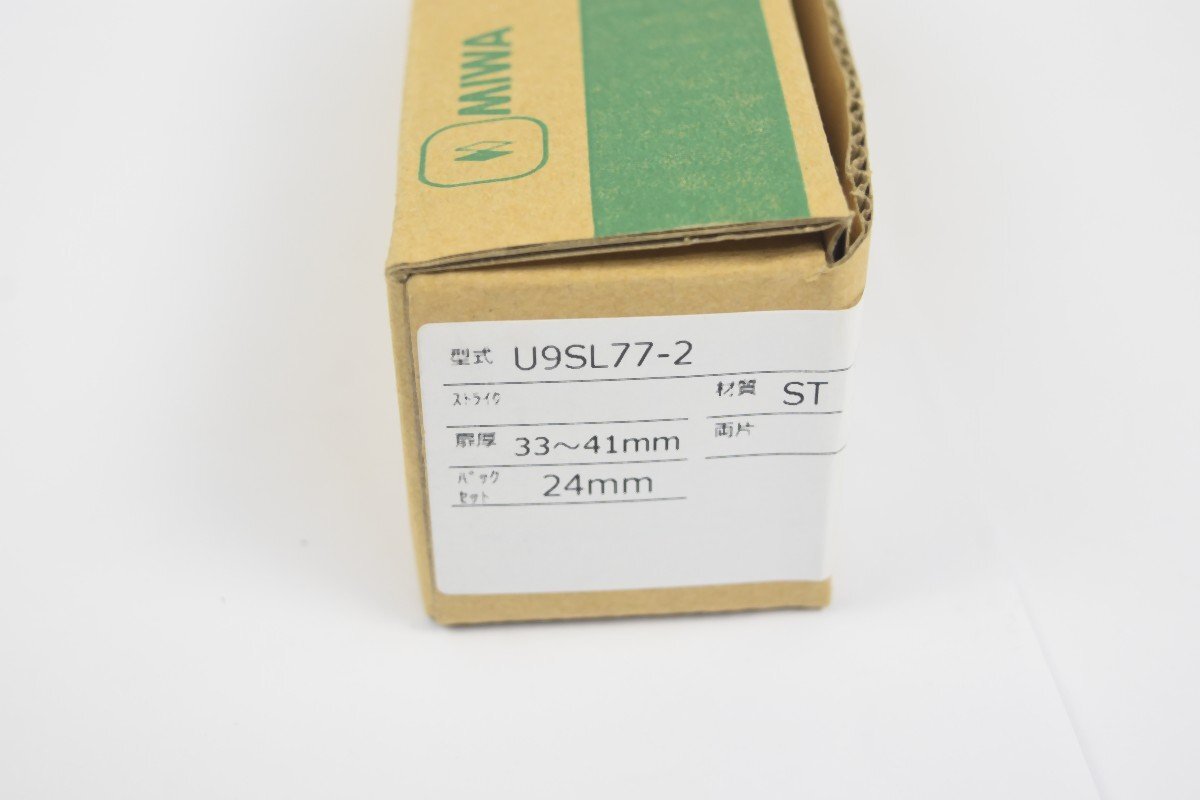 MIWA
型式 U9SL77-2
ストライク
材質 ST
扉厚 33～41mm
両片
バックセット 24mm